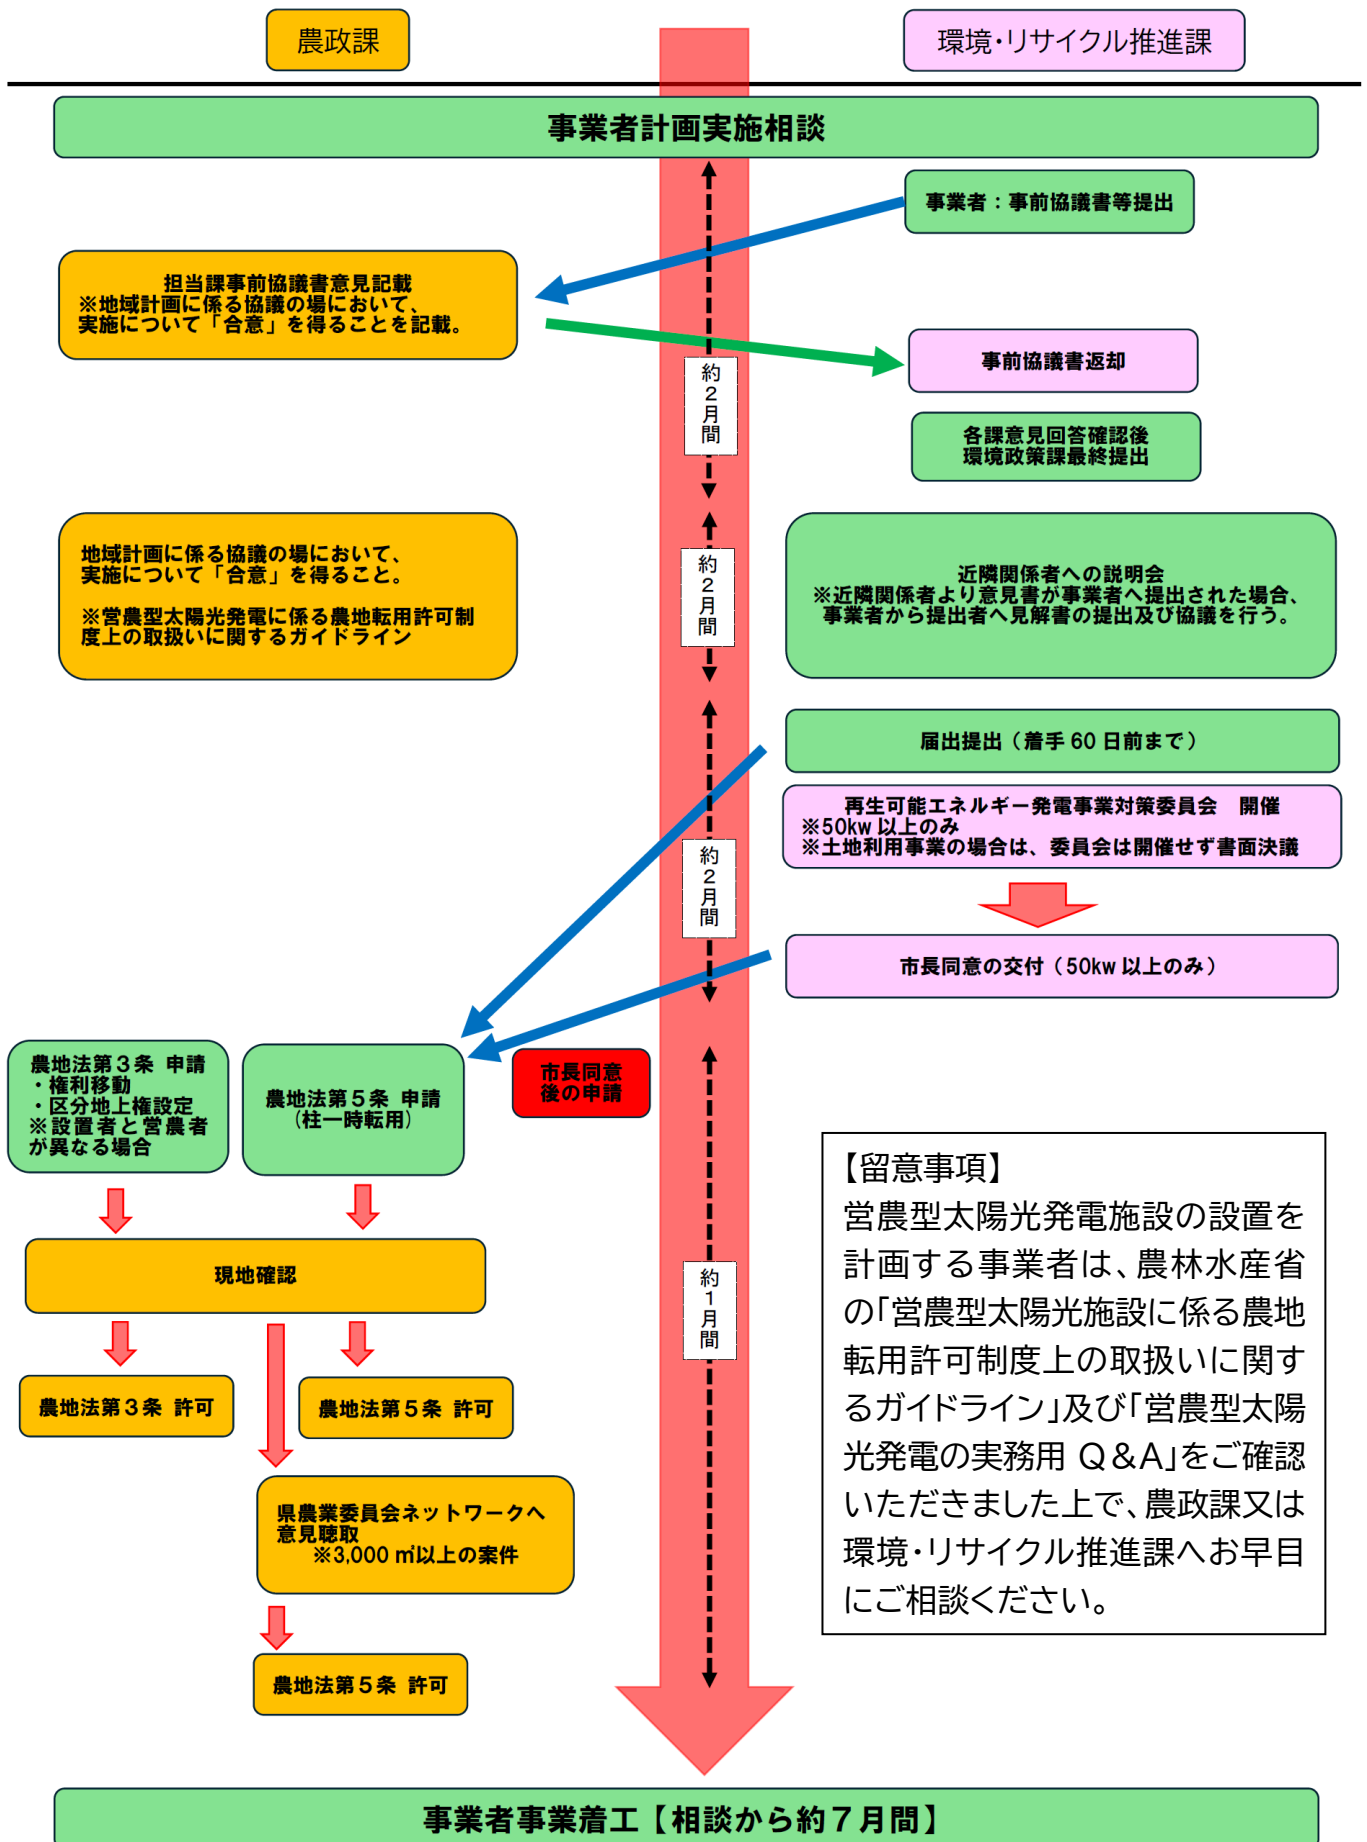 農政課
環境・リサイクル推進課
事業者計画実施相談
事業者：事前協議書等提出
担当課事前協議書意見記載
※地域計画に係る協議の場において、
実施について「合意」を得ることを記載。
事前協議書返却
約2月間
各課意見回答確認後
環境政策課最終提出
地域計画に係る協議の場において、
実施について「合意」を得ること。
※営農型太陽光発電に係る農地転用許可制
度上の取扱いに関するガイドライン
約2月間
近隣関係者への説明会
※近隣関係者より意見書が事業者へ提出された場合、
事業者から提出者へ見解書の提出及び協議を行う。
届出提出（着手 60 日前まで）
再生可能エネルギー発電事業対策委員会　開催
※50kw 以上のみ
※土地利用事業の場合は、委員会は開催せず書面決議
約2月間
市長同意の交付（50kw 以上のみ）
農地法第３条 申請
・権利移動
・区分地上権設定
※設置者と営農者
が異なる場合
農地法第５条 申請
（柱一時転用）
市長同意
後の申請
現地確認
約1月間
農地法第３条 許可
農地法第５条 許可
県農業委員会ネットワークへ
意見聴取
※3,000 ㎡以上の案件
農地法第５条 許可
【留意事項】
営農型太陽光発電施設の設置を
計画する事業者は、農林水産省
の「営農型太陽光施設に係る農地
転用許可制度上の取扱いに関す
るガイドライン」及び「営農型太陽
光発電の実務用 Q＆A」をご確認
いただきました上で、農政課又は
環境・リサイクル推進課へお早目
にご相談ください。
事業者事業着工【相談から約７月間】